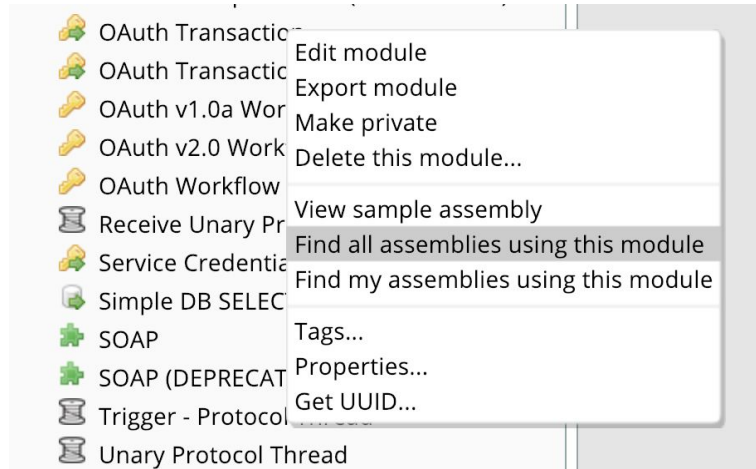 OAuth Transaction
OAuth Transactio
OAuth v1.0a Wor
OAuth v2.0 Work
OAuth Workflow
Receive Unary Pr
Service Credentia
Simple DB SELEC
SOAP
SOAP (DEPRECAT
Trigger - Protocol Thread
Unary Protocol Thread
Edit module
Export module
Make private
Delete this module...
View sample assembly
Find all assemblies using this module
Find my assemblies using this module
Tags...
Properties...
Get UUID...